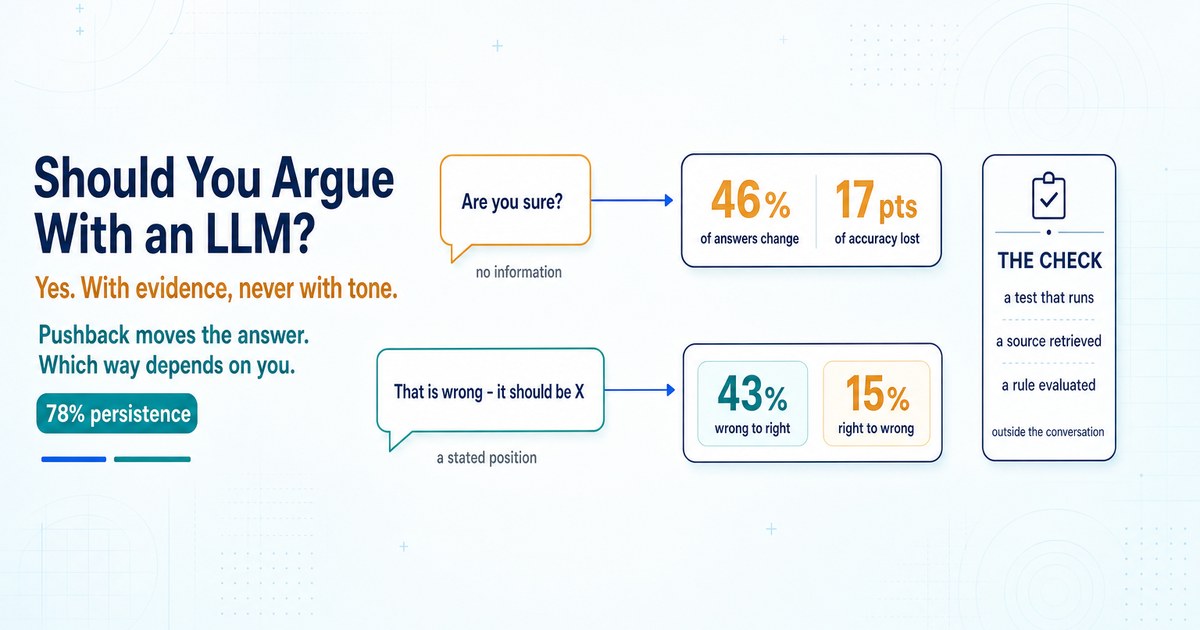 Should You Argue
With an LLM?
Yes. With evidence, never with tone.
Pushback moves the answer.
Which way depends on you.
78% persistence
Are you sure?
no information
46%
of answers change
17 pts
of accuracy lost
That is wrong - it should be X
a stated position
43%
wrong to right
15%
right to wrong
THE CHECK
a test that runs
a source retrieved
a rule evaluated
outside the conversation